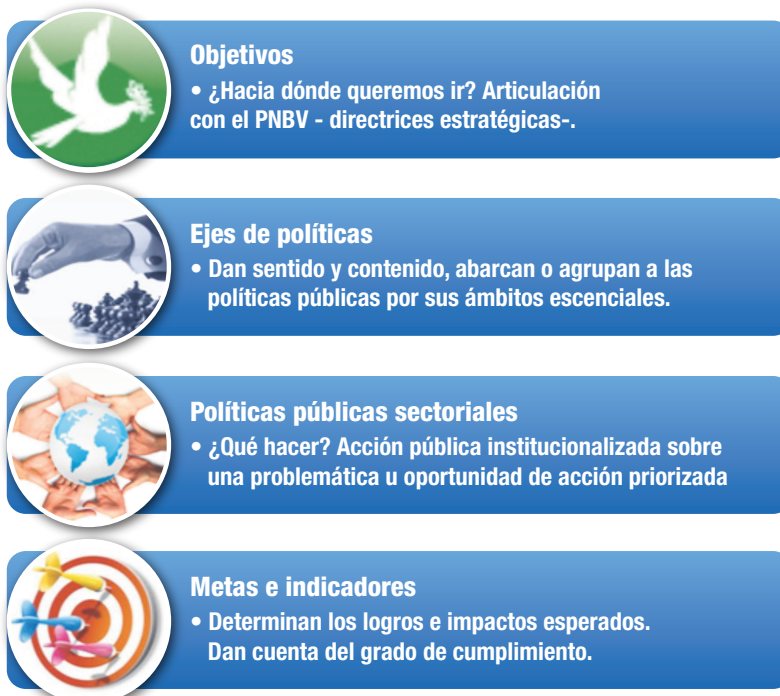 Objetivos
• ¿Hacia dónde queremos ir? Articulación
con el PNBV - directrices estratégicas-.
Ejes de políticas
• Dan sentido y contenido, abarcan o agrupan a las
políticas públicas por sus ámbitos escenciales.
Políticas públicas sectoriales
• ¿Qué hacer? Acción pública institucionalizada sobre
una problemática u oportunidad de acción priorizada
Metas e indicadores
• Determinan los logros e impactos esperados.
Dan cuenta del grado de cumplimiento.